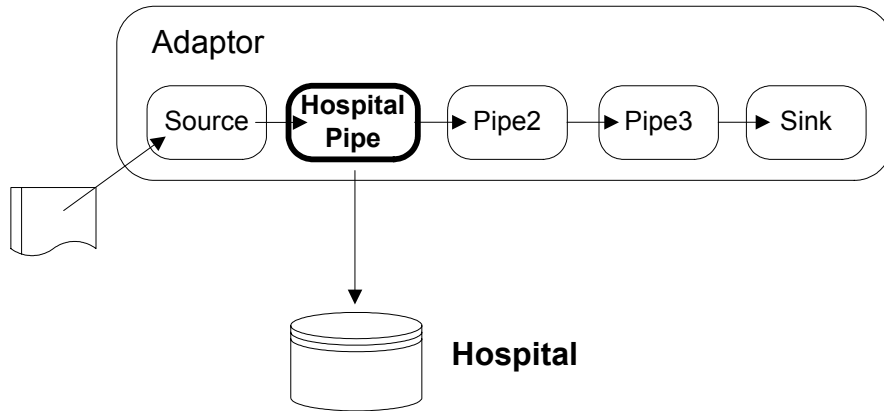 Adaptor
Source
Hospital
Pipe
Pipe2
Pipe3
Sink
Hospital